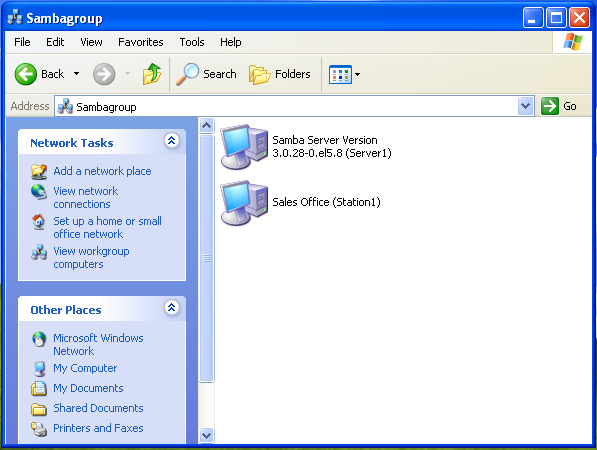 Sambagroup
File Edit View Favorites Tools Help
Back Search Folders
Address Sambagroup Go
Network Tasks
Add a network place
View network
connections
Set up a home or small
office network
View workgroup
computers
Other Places
Microsoft Windows
Network
My Computer
My Documents
Shared Documents
Printers and Faxes
Samba Server Version
3.0.28-0.el5.8 (Server1)
Sales Office (Station1)